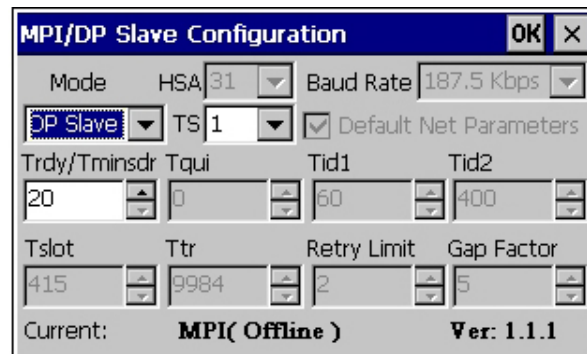 MPI/DP Slave Configuration OK ×
Mode HSA 31 Baud Rate 187.5 Kbps
DP Slave TS 1 Default Net Parameters
Trdy/Tminsdr Tqui Tid1 Tid2
20 0 60 400
Tslot Ttr Retry Limit Gap Factor
415 9984 2 5
Current: MPI( Offline ) Ver: 1.1.1